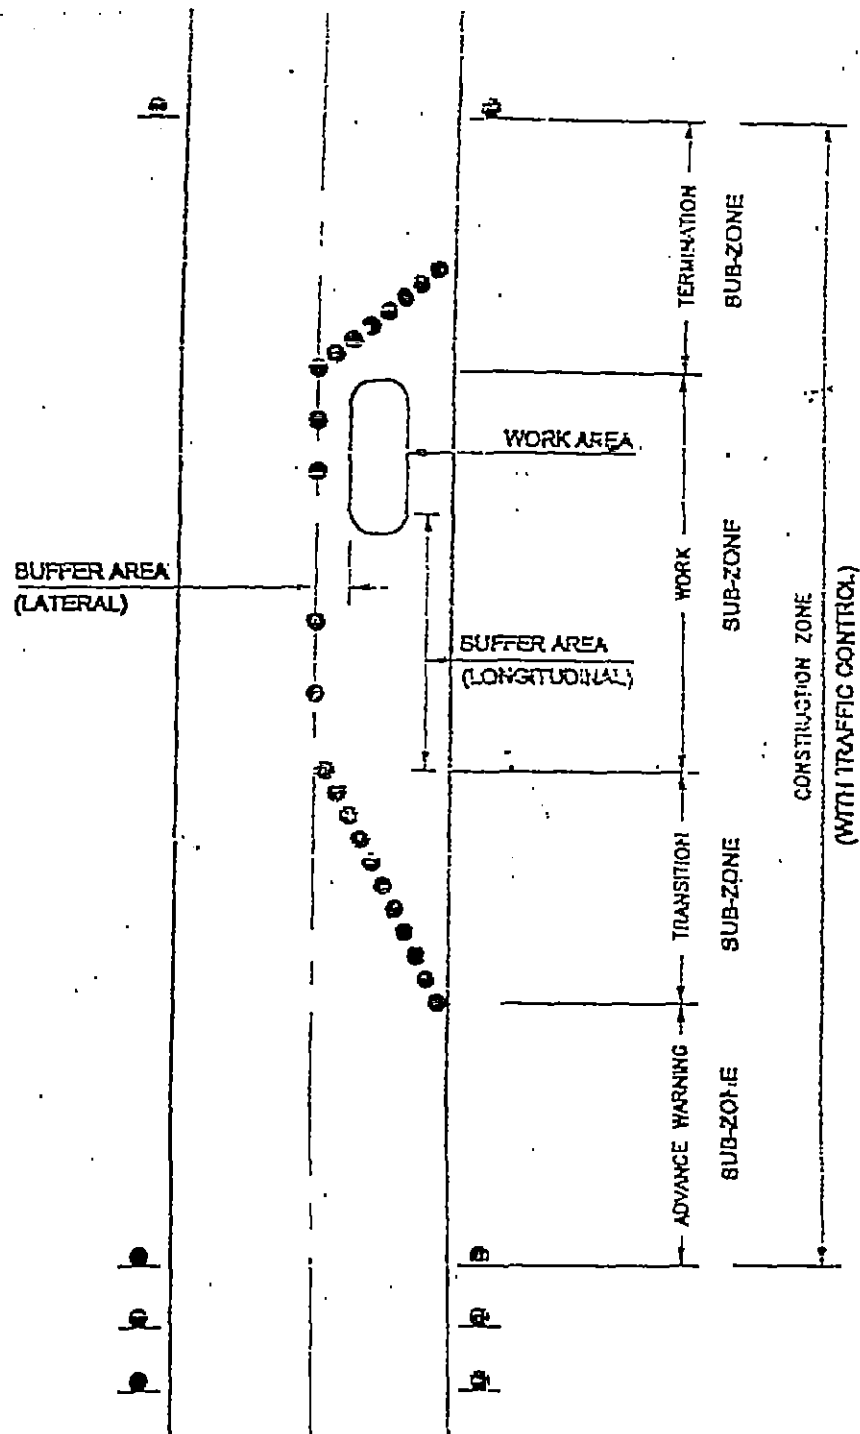 TERMINATION
SUB-ZONE
WORK AREA
BUFFER AREA
(LATERAL)
WORK
SUB-ZONE
BUFFER AREA
(LONGITUDINAL)
CONSTRUCTION ZONE
(WITH TRAFFIC CONTROL)
TRANSITION
SUB-ZONE
ADVANCE WARNING
SUB-ZONE